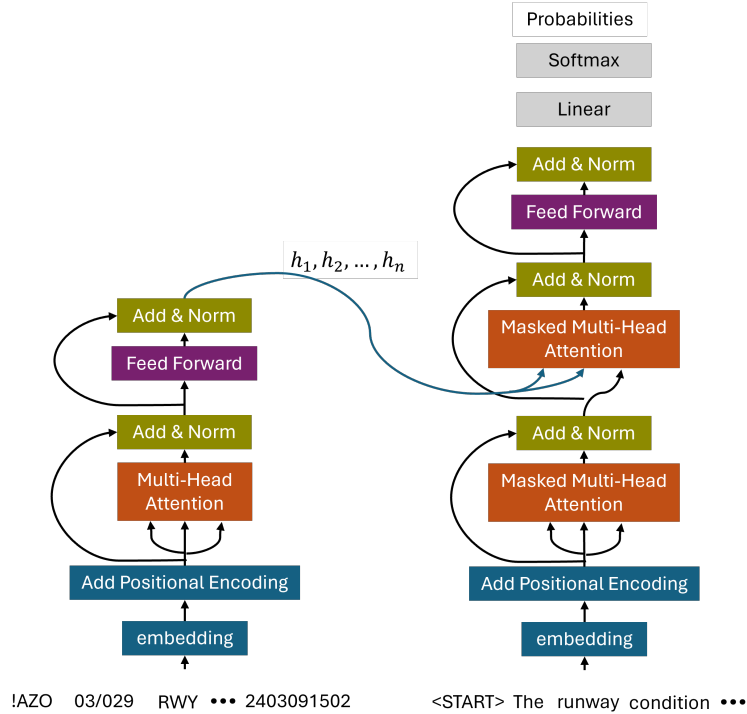 Probabilities
Softmax
Linear
Add & Norm
Feed Forward
Add & Norm
Masked Multi-Head
Attention
Add & Norm
Masked Multi-Head
Attention
Add Positional Encoding
embedding
<START> The runway condition •••
h₁, h₂, …, hₙ
Add & Norm
Feed Forward
Add & Norm
Multi-Head
Attention
Add Positional Encoding
embedding
!AZO 03/029 RWY ••• 2403091502